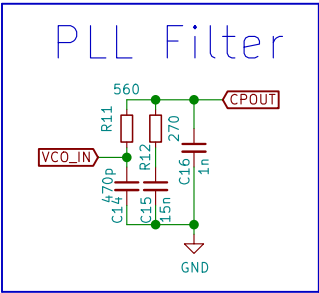 PLL Filter
560
CPOUT
R11
R12
270
C16
1n
VCO_IN
470p
C14
C15
15n
GND